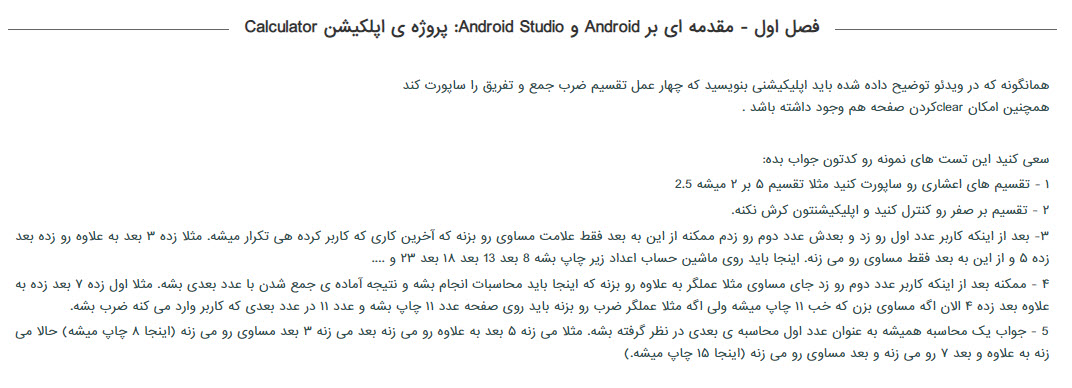 فصل اول - مقدمه ای بر Android و Android Studio: پروژه ی اپلکیشن Calculator
همانگونه که در ویدئو توضیح داده شده باید اپلیکیشنی بنویسید که چهار عمل تقسیم ضرب جمع و تفریق را ساپورت کند
همچنین امکان clearکردن صفحه هم وجود داشته باشد .
سعی کنید این تست های نمونه رو کدتون جواب بده:
۱ - تقسیم های اعشاری رو ساپورت کنید مثلا تقسیم ۵ بر ۲ میشه 2.5
۲ - تقسیم بر صفر رو کنترل کنید و اپلیکیشنتون کرش نکنه.
۳- بعد از اینکه کاربر عدد اول رو زد و بعدش عدد دوم رو زدم ممکنه از این به بعد فقط علامت مساوی رو بزنه که آخرین کاری که کاربر کرده هی تکرار میشه. مثلا زده ۳ بعد به علاوه رو زده بعد
زده ۵ و از این به بعد فقط مساوی رو می زنه. اینجا باید روی ماشین حساب اعداد زیر چاپ بشه 8 بعد 13 بعد ۱۸ بعد ۲۳ و ....
۴ - ممکنه بعد از اینکه کاربر عدد دوم رو زد جای مساوی مثلا عملگر به علاوه رو بزنه که اینجا باید محاسبات انجام بشه و نتیجه آماده ی جمع شدن با عدد بعدی بشه. مثلا اول زده ۷ بعد زده به
علاوه بعد زده ۴ الان اگه مساوی بزن که خب ۱۱ چاپ میشه ولی اگه مثلا عملگر ضرب رو بزنه باید روی صفحه عدد ۱۱ چاپ بشه و عدد ۱۱ در عدد بعدی که کاربر وارد می کنه ضرب بشه.
5 - جواب یک محاسبه همیشه به عنوان عدد اول محاسبه ی بعدی در نظر گرفته بشه. مثلا می زنه ۵ بعد به علاوه رو می زنه بعد می زنه ۳ بعد مساوی رو می زنه (اینجا ۸ چاپ میشه) حالا می
زنه به علاوه و بعد ۷ رو می زنه و بعد مساوی رو می زنه (اینجا ۱۵ چاپ میشه.)